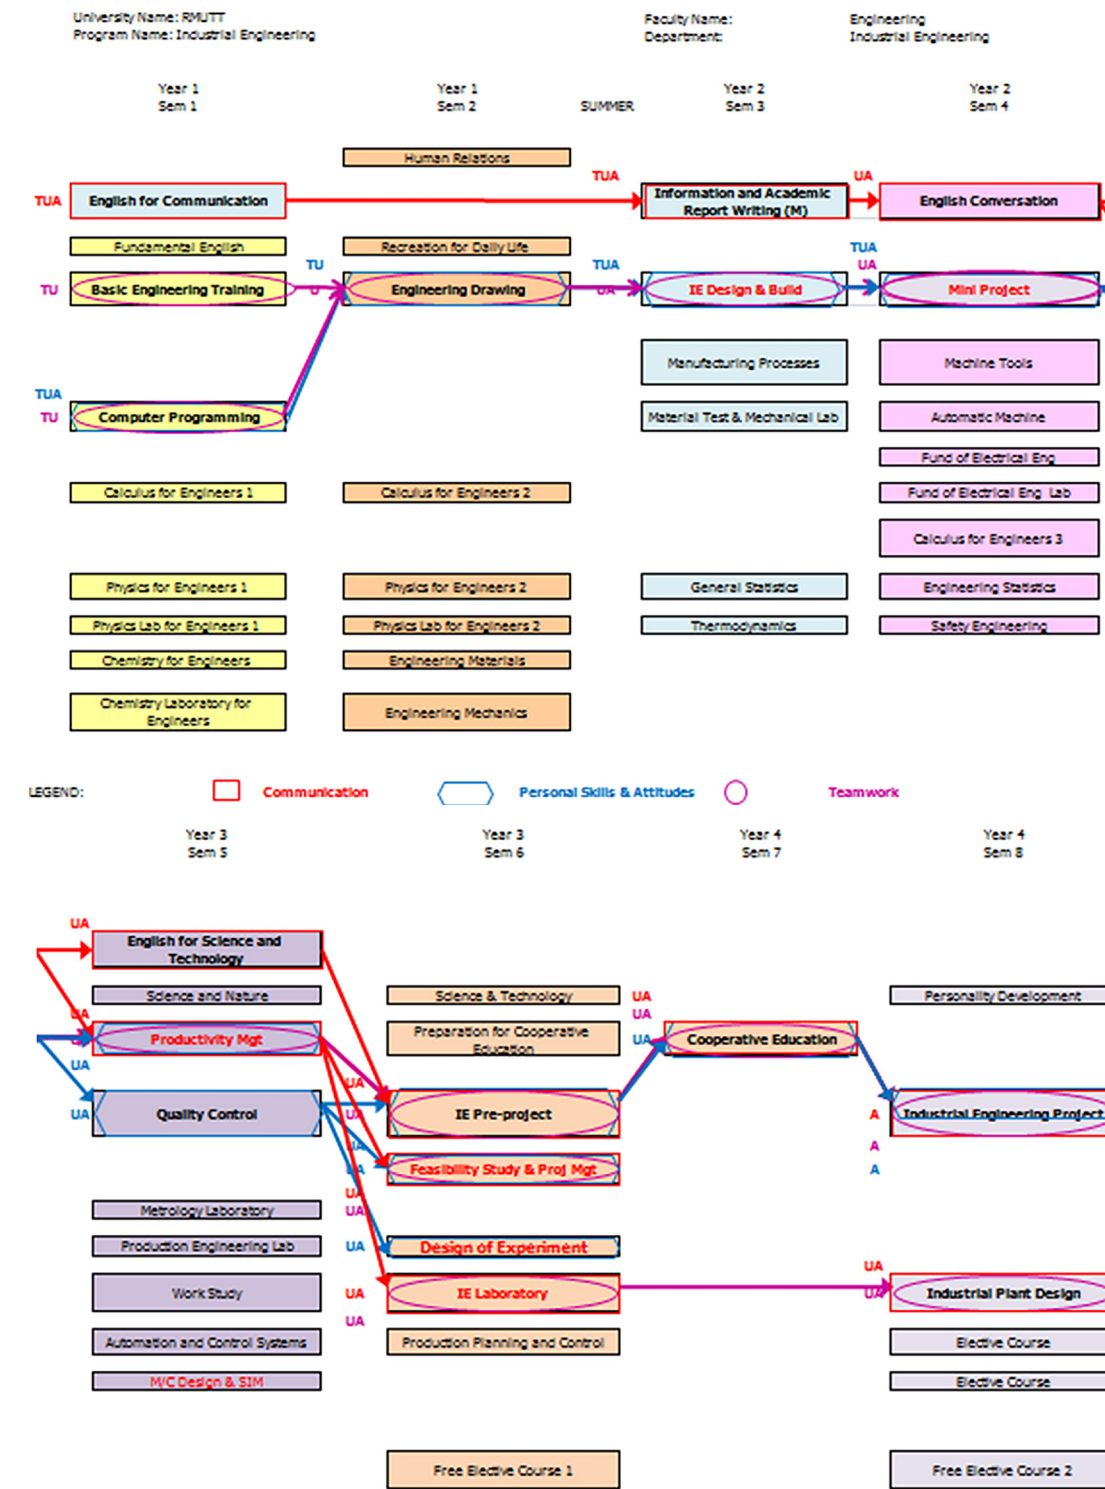 University Name: RMUTT
Faculty Name:
Engineering
Program Name: Industrial Engineering
Department:
Industrial Engineering
Year 1
Year 1
Year 2
Year 2
Sem 1
Sem 2
SUMMER
Sem 3
Sem 4
Human Relations
TUA
UA
TUA
English for Communication
Information and Academic
Report Writing (M)
English Conversation
Fundamental English
Recreation for Daily Life
TUA
TU
TUA
UA
TU
Basic Engineering Training
U
Engineering Drawing
UA
IE Design & Build
Mini Project
Manufacturing Processes
Machine Tools
TUA
TU
Computer Programming
Material Test & Mechanical Lab
Automatic Machine
Fund of Electrical Eng
Calculus for Engineers 1
Calculus for Engineers 2
Fund of Electrical Eng Lab
Calculus for Engineers 3
Physics for Engineers 1
Physics for Engineers 2
General Statistics
Engineering Statistics
Physics Lab for Engineers 1
Physics Lab for Engineers 2
Thermodynamics
Safety Engineering
Chemistry for Engineers
Engineering Materials
Chemistry Laboratory for
Engineers
Engineering Mechanics
LEGEND:
Communication
Personal Skills & Attitudes
Teamwork
Year 3
Year 3
Year 4
Year 4
Sem 5
Sem 6
Sem 7
Sem 8
UA
English for Science and
Technology
Science and Nature
Science & Technology
UA
Personality Development
UA
UA
Productivity Mgt
Preparation for Cooperative
Education
UA
Cooperative Education
UA
UA
UA
Quality Control
UA
IE Pre-project
A
Industrial Engineering Project
UA
A
UA
Feasibility Study & Proj Mgt
A
UA
Metrology Laboratory
UA
Production Engineering Lab
UA
Design of Experiment
UA
Work Study
UA
IE Laboratory
UA
Industrial Plant Design
UA
Automation and Control Systems
Production Planning and Control
Elective Course
M/C Design & SIM
Elective Course
Free Elective Course 1
Free Elective Course 2